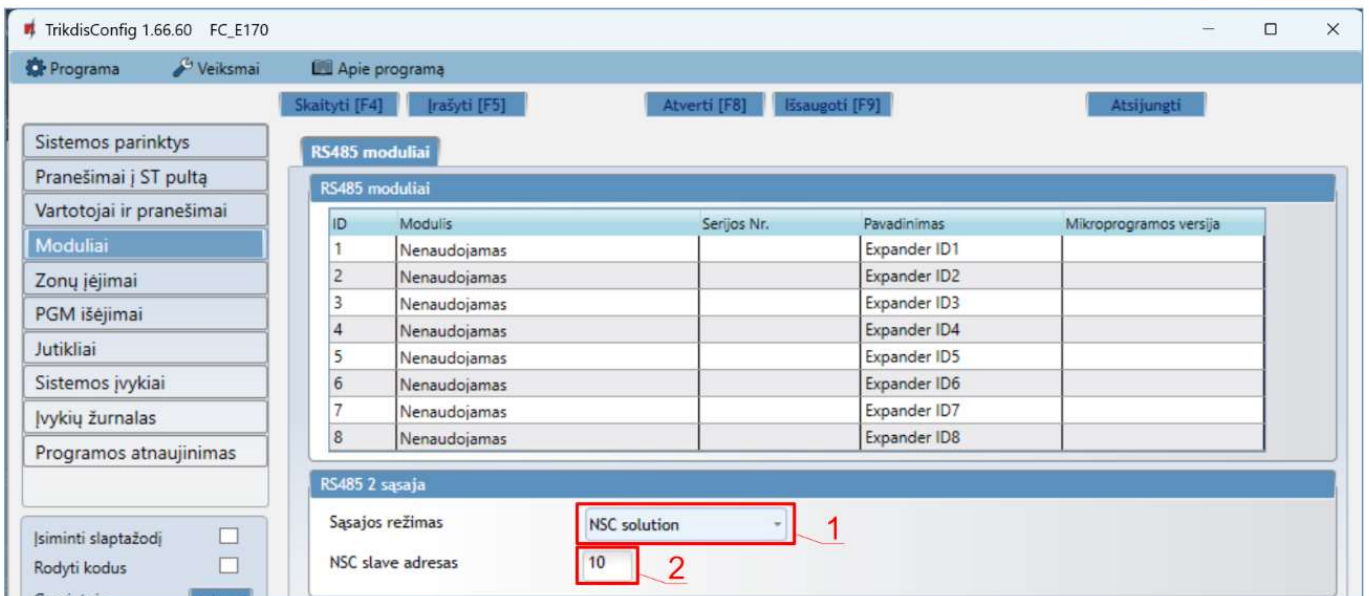 TrikdisConfig 1.66.60 FC_E170
Programa Veiksmai Apie programą
Skaityti [F4] Įrašyti [F5] Atverti [F8] Išsaugoti [F9] Atsijungti
Sistemos parinktys
Pranešimai į ST pultą
Vartotojai ir pranešimai
Moduliai
Zonų įėjimai
PGM išėjimai
Jutikliai
Sistemos įvykiai
Įvykių žurnalas
Programos atnaujinimas
Įsiminti slaptažodį
Rodyti kodus
RS485 moduliai
RS485 moduliai
ID Modulis Serijos Nr. Pavadinimas Mikroprogramos versija
1 Nenaudojamas Expander ID1
2 Nenaudojamas Expander ID2
3 Nenaudojamas Expander ID3
4 Nenaudojamas Expander ID4
5 Nenaudojamas Expander ID5
6 Nenaudojamas Expander ID6
7 Nenaudojamas Expander ID7
8 Nenaudojamas Expander ID8
RS485 2 sąsaja
Sąsajos režimas NSC solution 1
NSC slave adresas 10 2